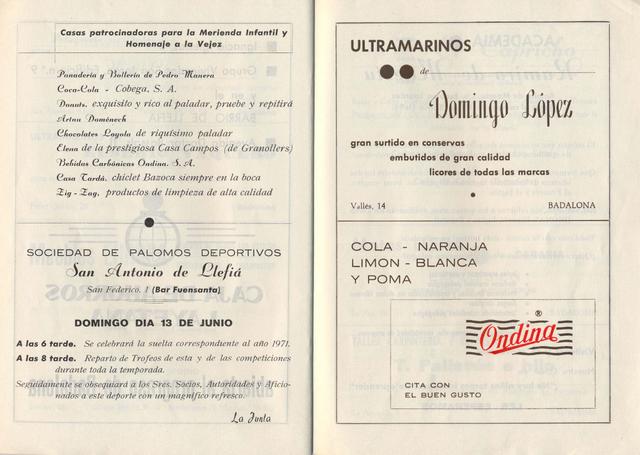 Casas patrocinadoras para la Merienda Infantil y
Homenaje a la Vejez
Panadería y Bollería de Pedro Manera
Coca-Cola - Cobega, S. A.
Donuts, exquisito y rico al paladar, pruebe y repitirá
Artau Doménech
Chocolates Loyola de riquísimo paladar
Elena de la prestigiosa Casa Campos (de Granollers)
Bebidas Carbónicas Ondina, S. A.
Casa Tardá, chiclet Bazoca siempre en la boca
Zig - Zag, productos de limpieza de alta calidad
SOCIEDAD DE PALOMOS DEPORTIVOS
San Antonio de Llefiá
San Federico, 1 (Bar Fuensanta)
DOMINGO DIA 13 DE JUNIO
A las 6 tarde. Se celebrará la suelta correspondiente al año 1971.
A las 8 tarde. Reparto de Trofeos de esta y de las competiciones
durante toda la temporada.
Seguidamente se obsequiará a los Sres. Socios, Autoridades y Aficio-
nados a este deporte con un magnífico refresco.
La Junta
ULTRAMARINOS
de
Domingo López
gran surtido en conservas
embutidos de gran calidad
licores de todas las marcas
Vallés, 14 BADALONA
COLA - NARANJA
LIMON - BLANCA
Y POMA
Ondina ®
CITA CON
EL BUEN GUSTO